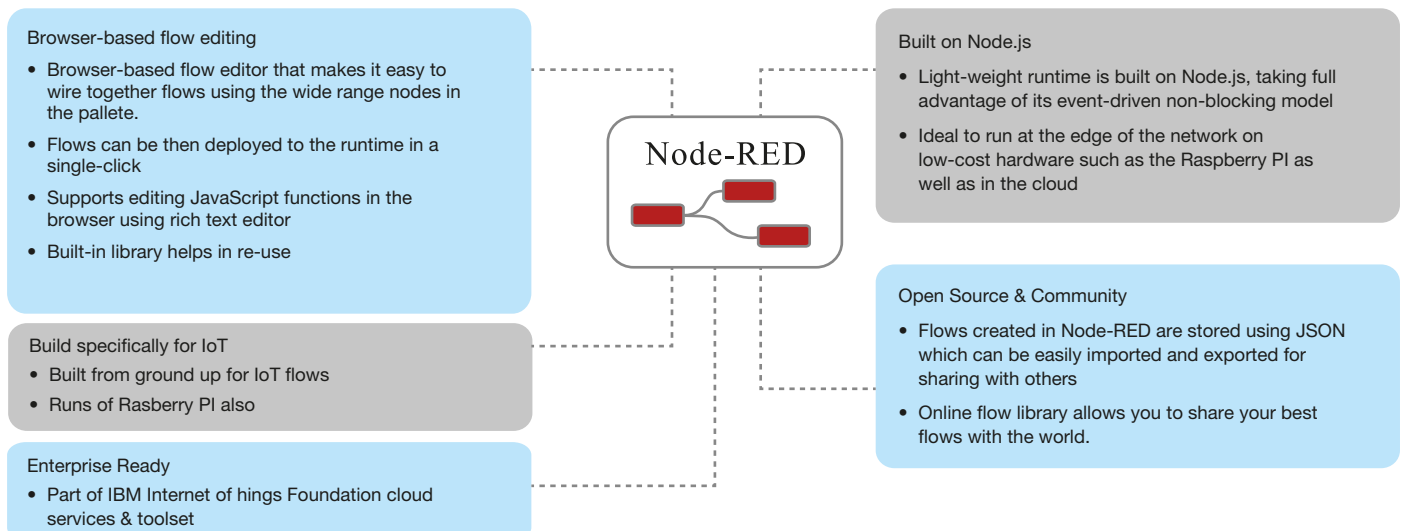 Browser-based flow editing
• Browser-based flow editor that makes it easy to
wire together flows using the wide range nodes in
the pallete.
• Flows can be then deployed to the runtime in a
single-click
• Supports editing JavaScript functions in the
browser using rich text editor
• Built-in library helps in re-use
Build specifically for IoT
• Built from ground up for IoT flows
• Runs of Rasberry PI also
Enterprise Ready
• Part of IBM Internet of hings Foundation cloud
services & toolset
Node-RED
Built on Node.js
• Light-weight runtime is built on Node.js, taking full
advantage of its event-driven non-blocking model
• Ideal to run at the edge of the network on
low-cost hardware such as the Raspberry PI as
well as in the cloud
Open Source & Community
• Flows created in Node-RED are stored using JSON
which can be easily imported and exported for
sharing with others
• Online flow library allows you to share your best
flows with the world.